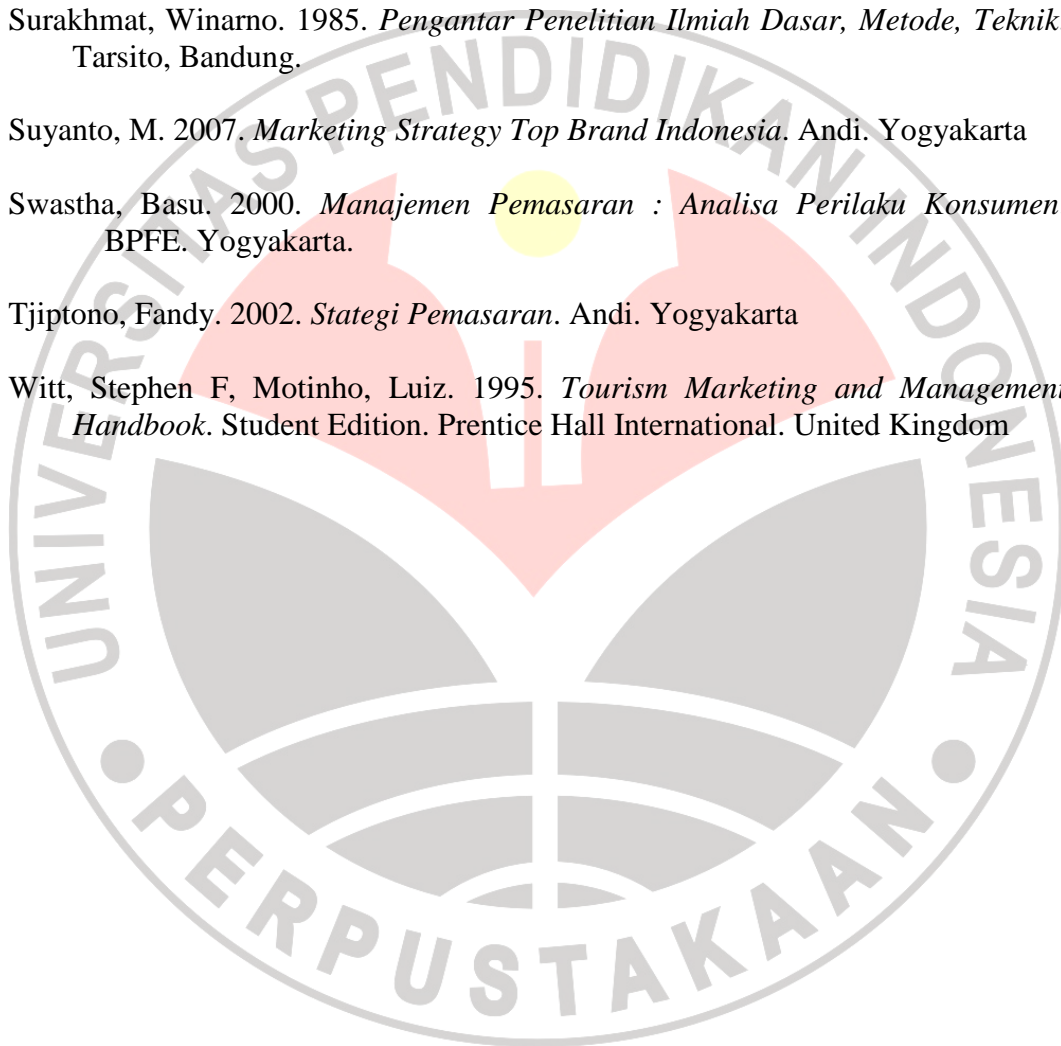 Surakhmat, Winarno. 1985. Pengantar Penelitian Ilmiah Dasar, Metode, Teknik
Tarsito, Bandung.
Suyanto, M. 2007. Marketing Strategy Top Brand Indonesia. Andi. Yogyakarta
Swastha, Basu. 2000. Manajemen Pemasaran : Analisa Perilaku Konsumen
BPFE. Yogyakarta.
Tjiptono, Fandy. 2002. Stategi Pemasaran. Andi. Yogyakarta
Witt, Stephen F, Motinho, Luiz. 1995. Tourism Marketing and Management
Handbook. Student Edition. Prentice Hall International. United Kingdom
UNIVERSITAS PENDIDIKAN INDONESIA
PERPUSTAKAAN